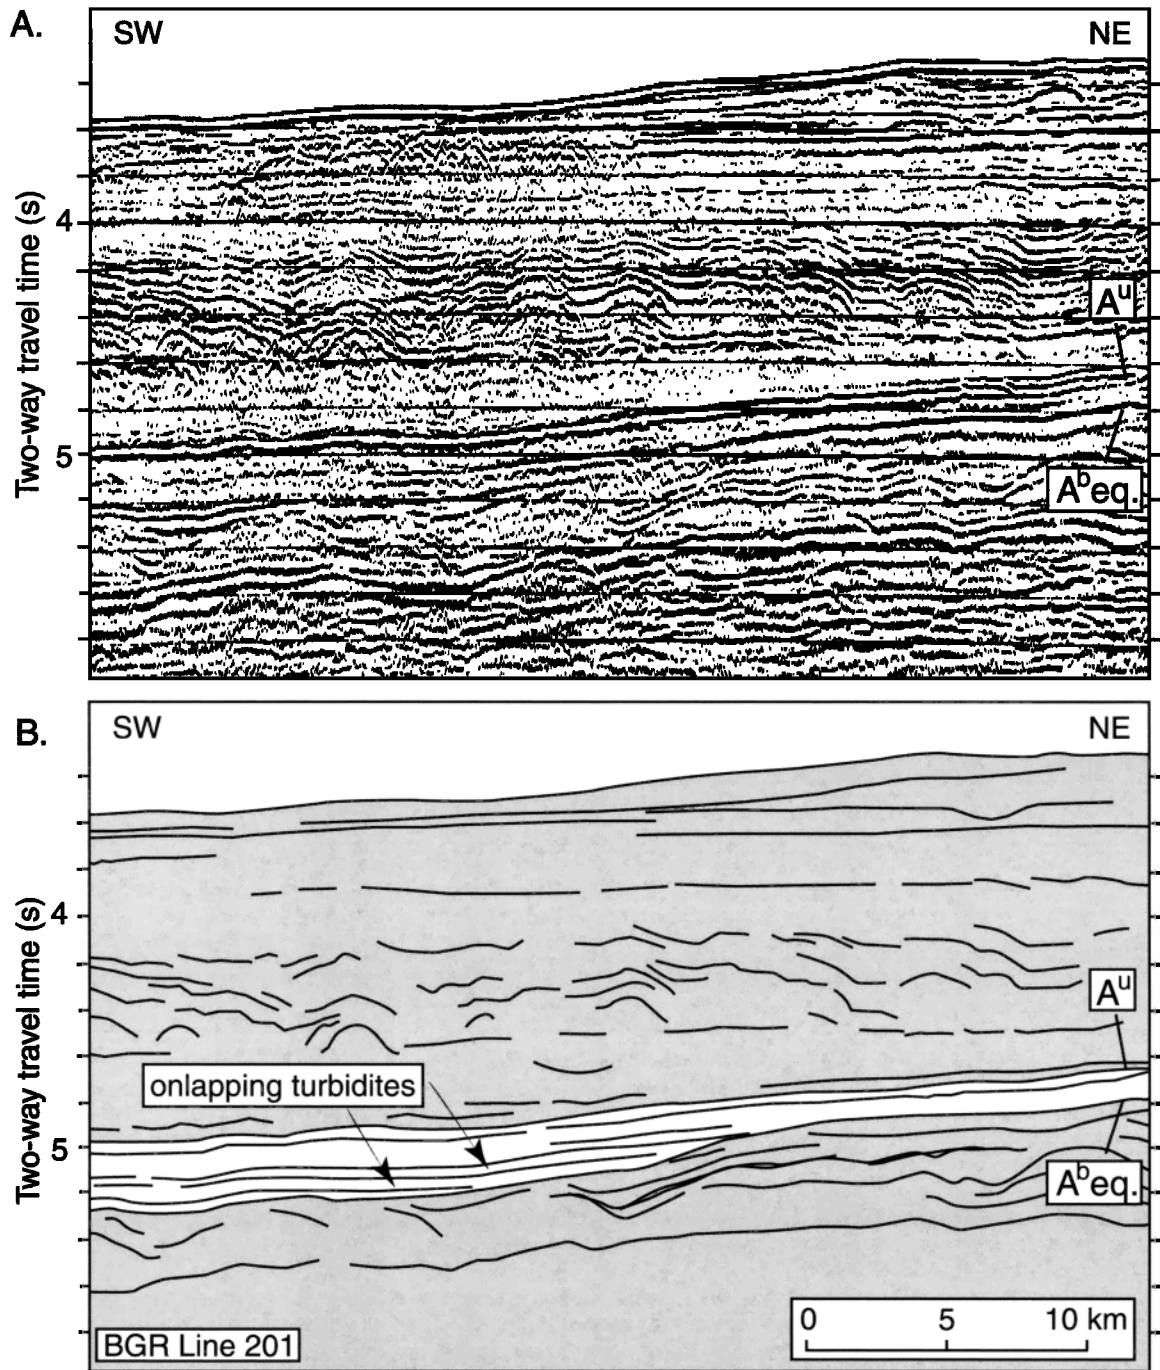 A.
SW
NE
Two-way travel time (s)
4
5
A^u
A^b eq.
B.
SW
NE
Two-way travel time (s)
4
5
A^u
onlapping turbidites
A^b eq.
BGR Line 201
0 5 10 km